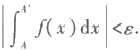 | ∫_A^{A′} f(x) dx | < ε.